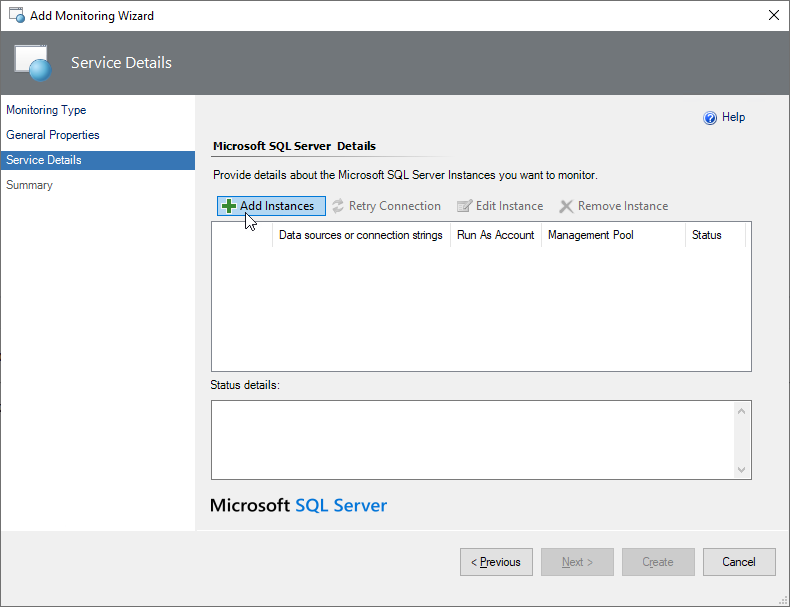 Add Monitoring Wizard
Service Details
Monitoring Type
General Properties
Service Details
Summary
Help
Microsoft SQL Server Details
Provide details about the Microsoft SQL Server Instances you want to monitor.
Add Instances Retry Connection Edit Instance Remove Instance
Data sources or connection strings Run As Account Management Pool Status
Status details:
Microsoft SQL Server
< Previous Next > Create Cancel